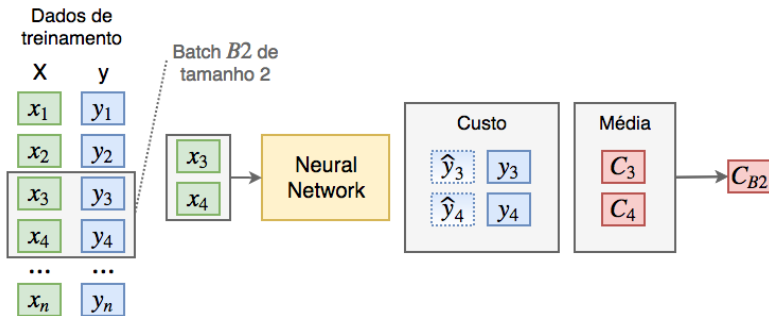 Dados de
treinamento
X y
x₁ y₁
x₂ y₂
x₃ y₃
x₄ y₄
... ...
xₙ yₙ
Batch B2 de
tamanho 2
x₃
x₄
Neural
Network
Custo
ŷ₃ y₃
ŷ₄ y₄
Média
C₃
C₄
C_B2